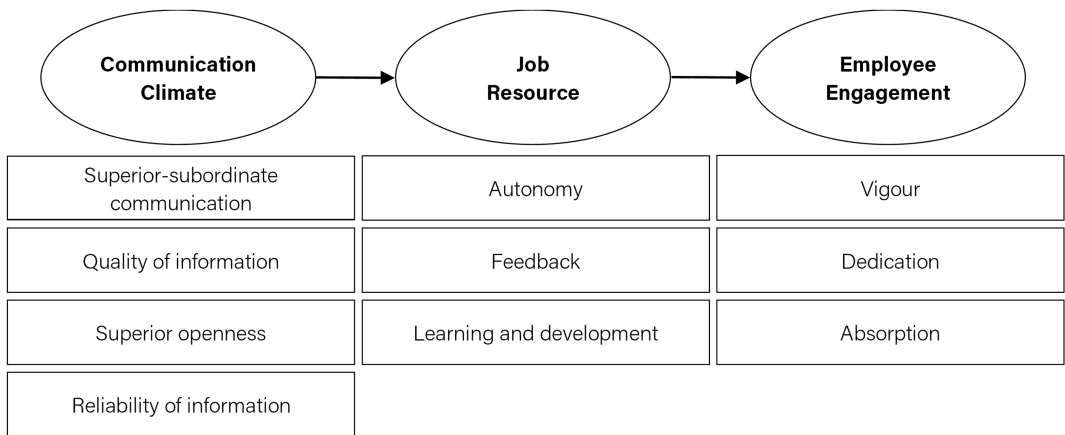 Communication
Climate
Job
Resource
Employee
Engagement
Superior-subordinate
communication
Autonomy
Vigour
Quality of information
Feedback
Dedication
Superior openness
Learning and development
Absorption
Reliability of information